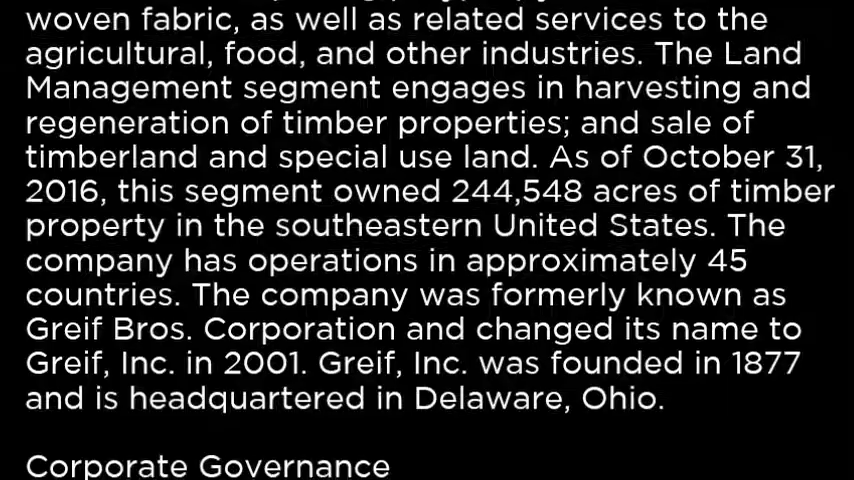 woven fabric, as well as related services to the
agricultural, food, and other industries. The Land
Management segment engages in harvesting and
regeneration of timber properties; and sale of
timberland and special use land. As of October 31,
2016, this segment owned 244,548 acres of timber
property in the southeastern United States. The
company has operations in approximately 45
countries. The company was formerly known as
Greif Bros. Corporation and changed its name to
Greif, Inc. in 2001. Greif, Inc. was founded in 1877
and is headquartered in Delaware, Ohio.
Corporate Governance